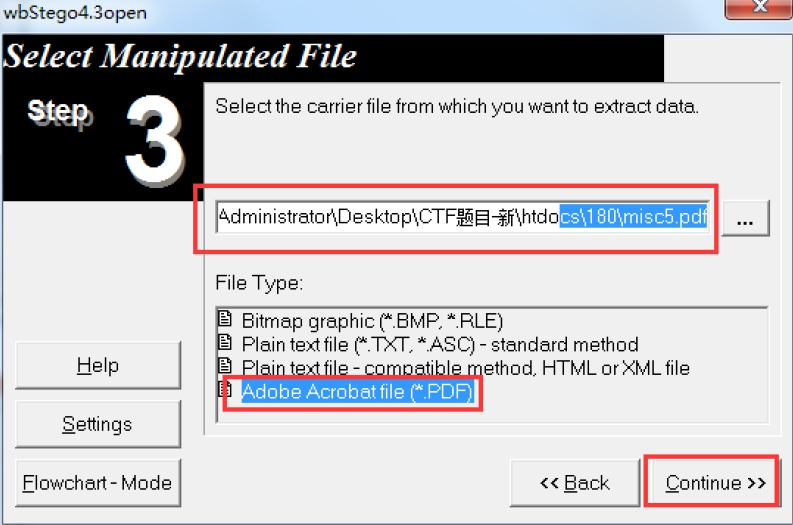 wbStego4.3open
Select Manipulated File
Step 3
Select the carrier file from which you want to extract data.
Administrator\Desktop\CTF题目-新\htdocs\180\misc5.pdf
...
File Type:
Bitmap graphic (*.BMP, *.RLE)
Plain text file (*.TXT, *.ASC) - standard method
Plain text file - compatible method, HTML or XML file
Adobe Acrobat file (*.PDF)
Help
Settings
Flowchart - Mode
<< Back
Continue >>